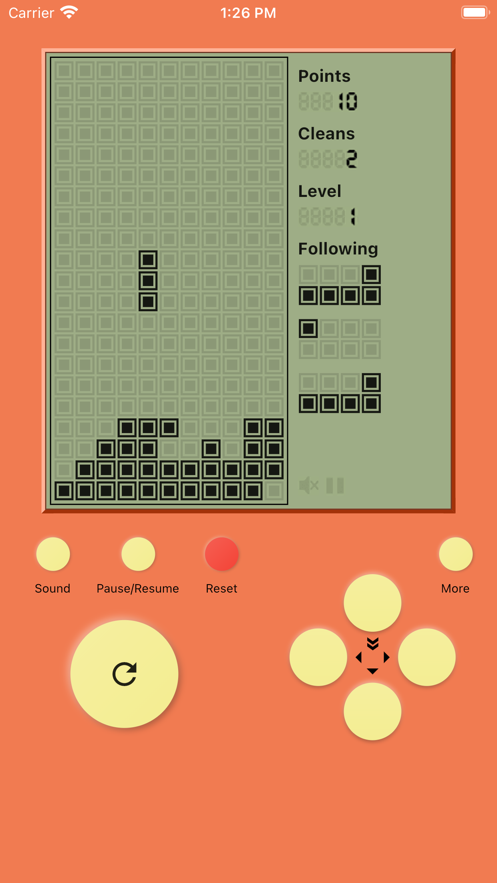 Carrier 1:26 PM
Points
10
Cleans
2
Level
1
Following
Sound Pause/Resume Reset More